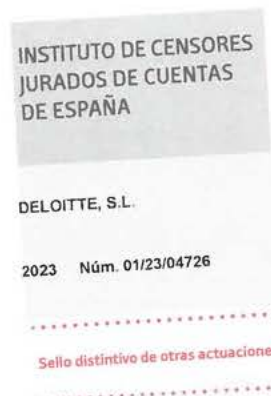 INSTITUTO DE CENSORES
JURADOS DE CUENTAS
DE ESPAÑA
DELOITTE, S.L.
2023 Núm. 01/23/04726
Sello distintivo de otras actuacione